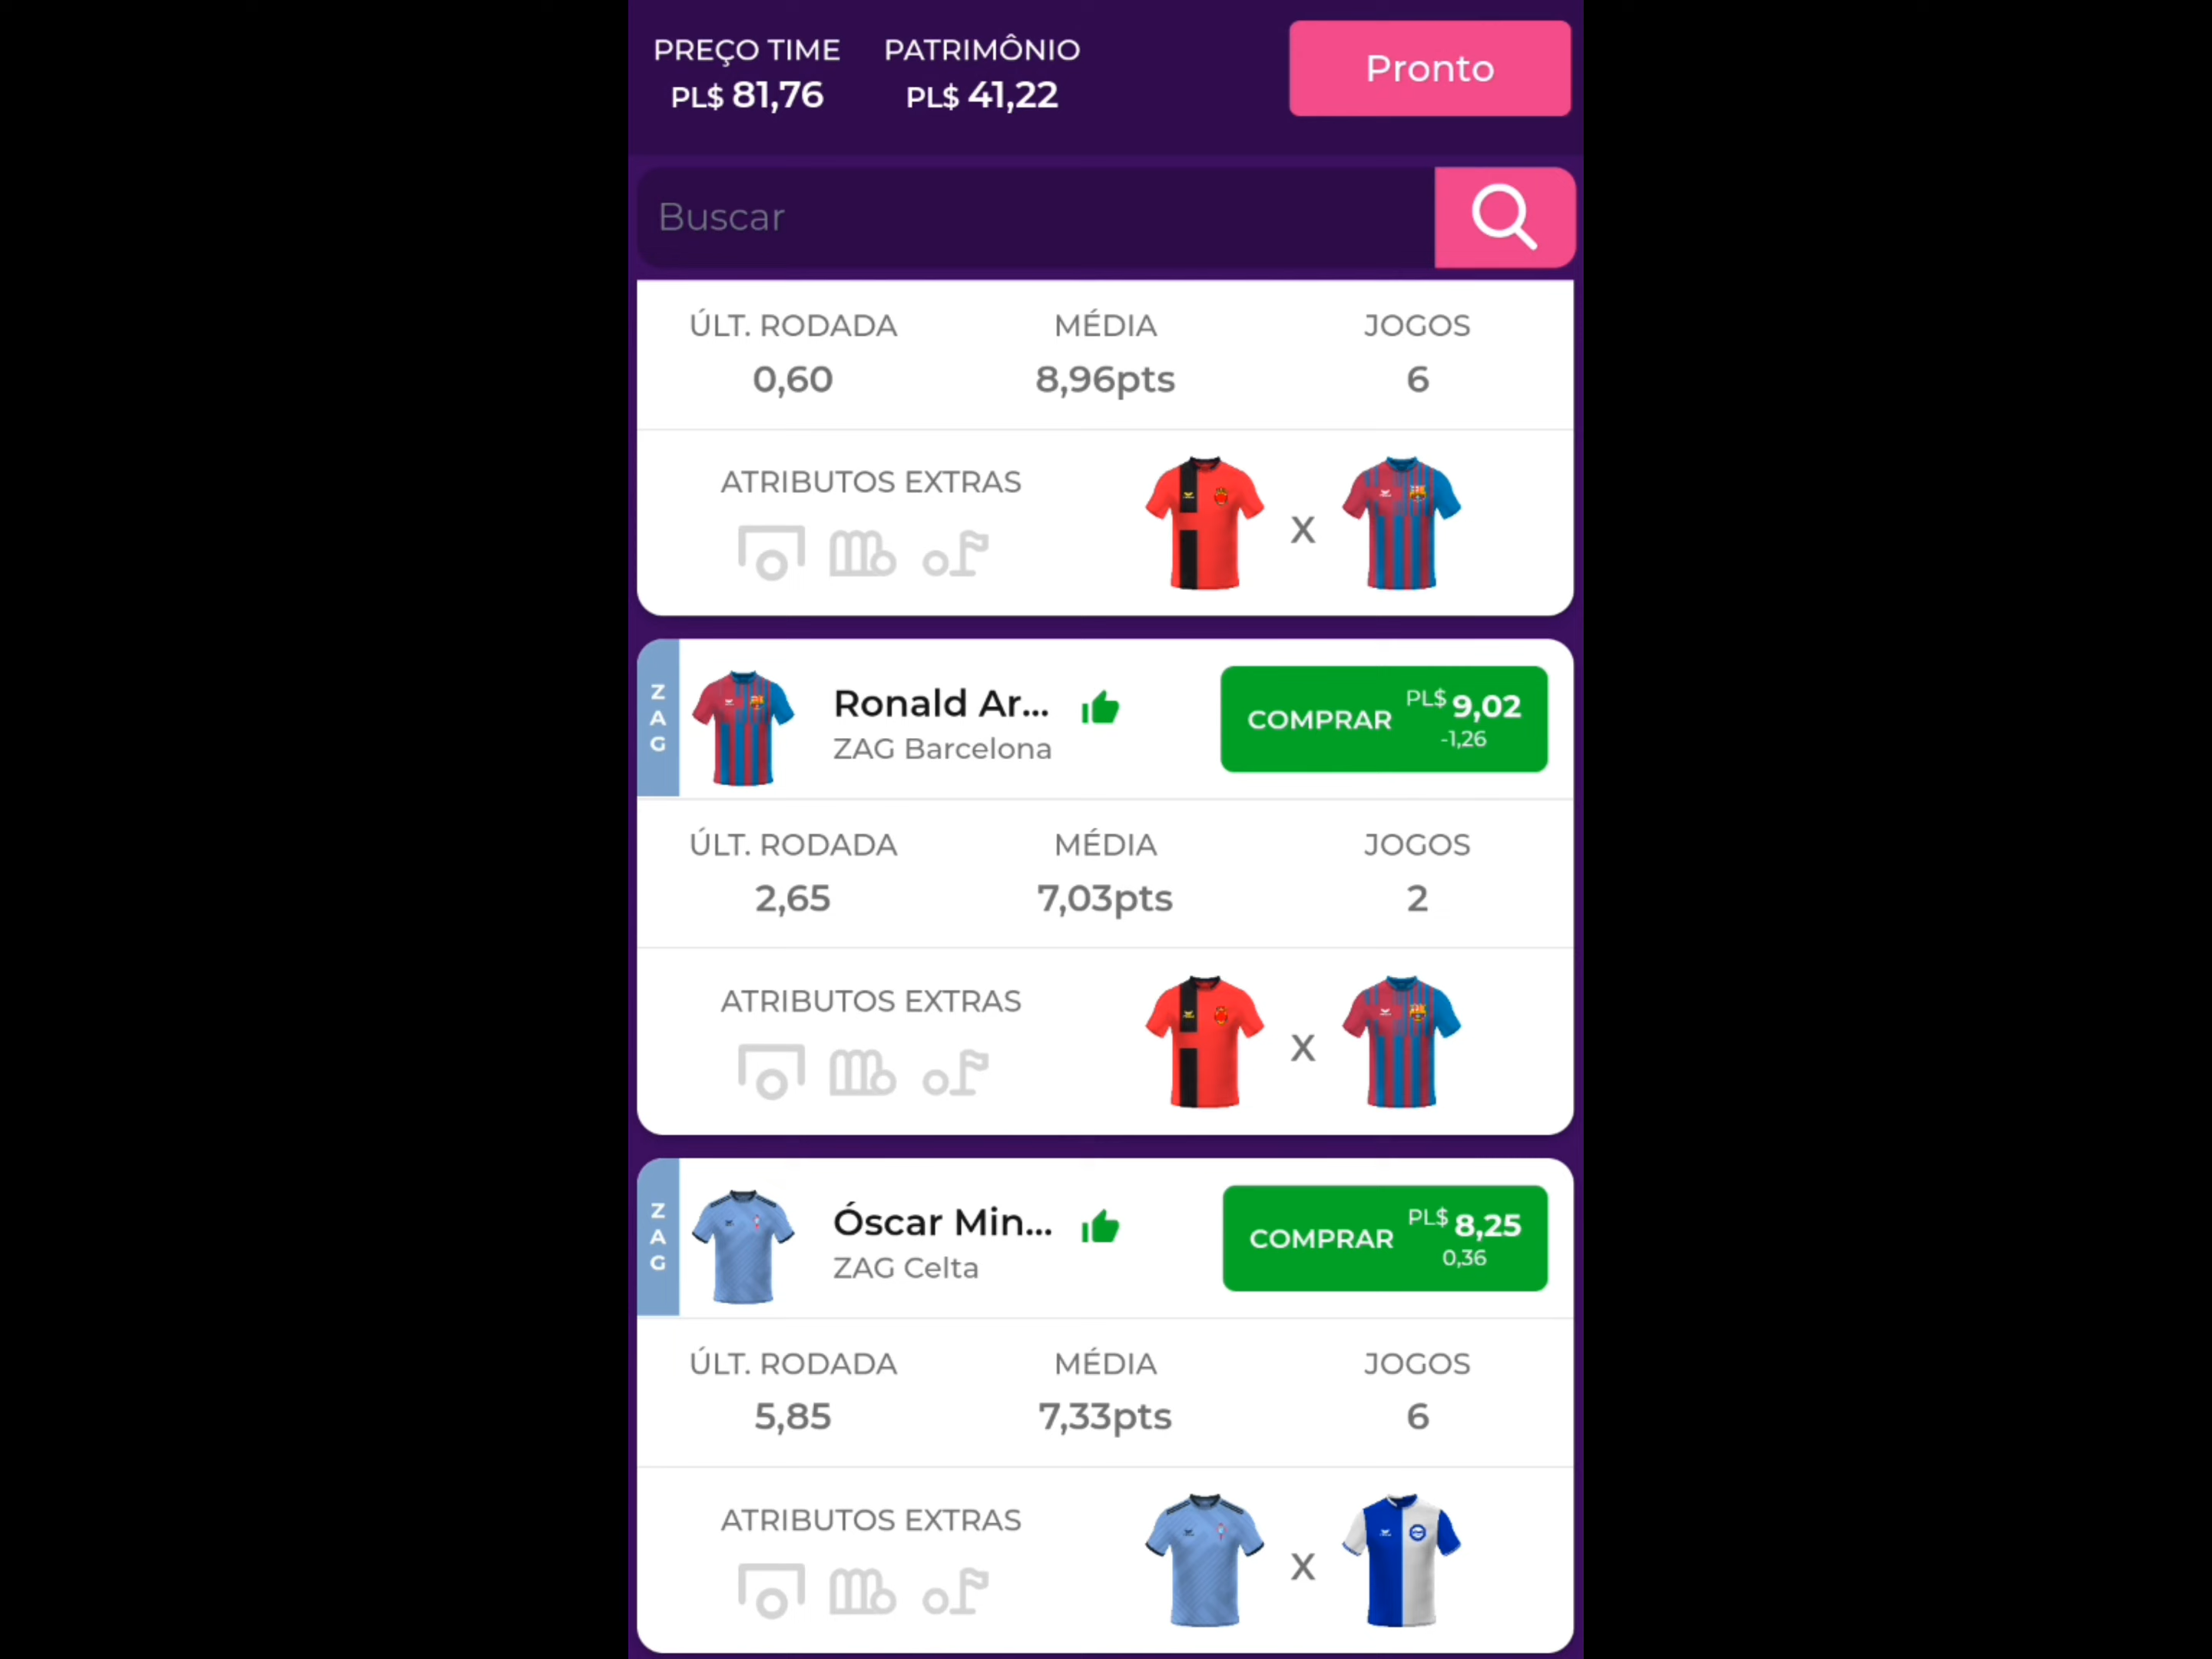 PREÇO TIME PATRIMÔNIO
PL$ 81,76 PL$ 41,22
Pronto
Buscar
ÚLT. RODADA MÉDIA JOGOS
0,60 8,96pts 6
ATRIBUTOS EXTRAS
X
ZAG
Ronald Ar...
ZAG Barcelona
COMPRAR PL$ 9,02
-1,26
ÚLT. RODADA MÉDIA JOGOS
2,65 7,03pts 2
ATRIBUTOS EXTRAS
X
ZAG
Óscar Min...
ZAG Celta
COMPRAR PL$ 8,25
0,36
ÚLT. RODADA MÉDIA JOGOS
5,85 7,33pts 6
ATRIBUTOS EXTRAS
X